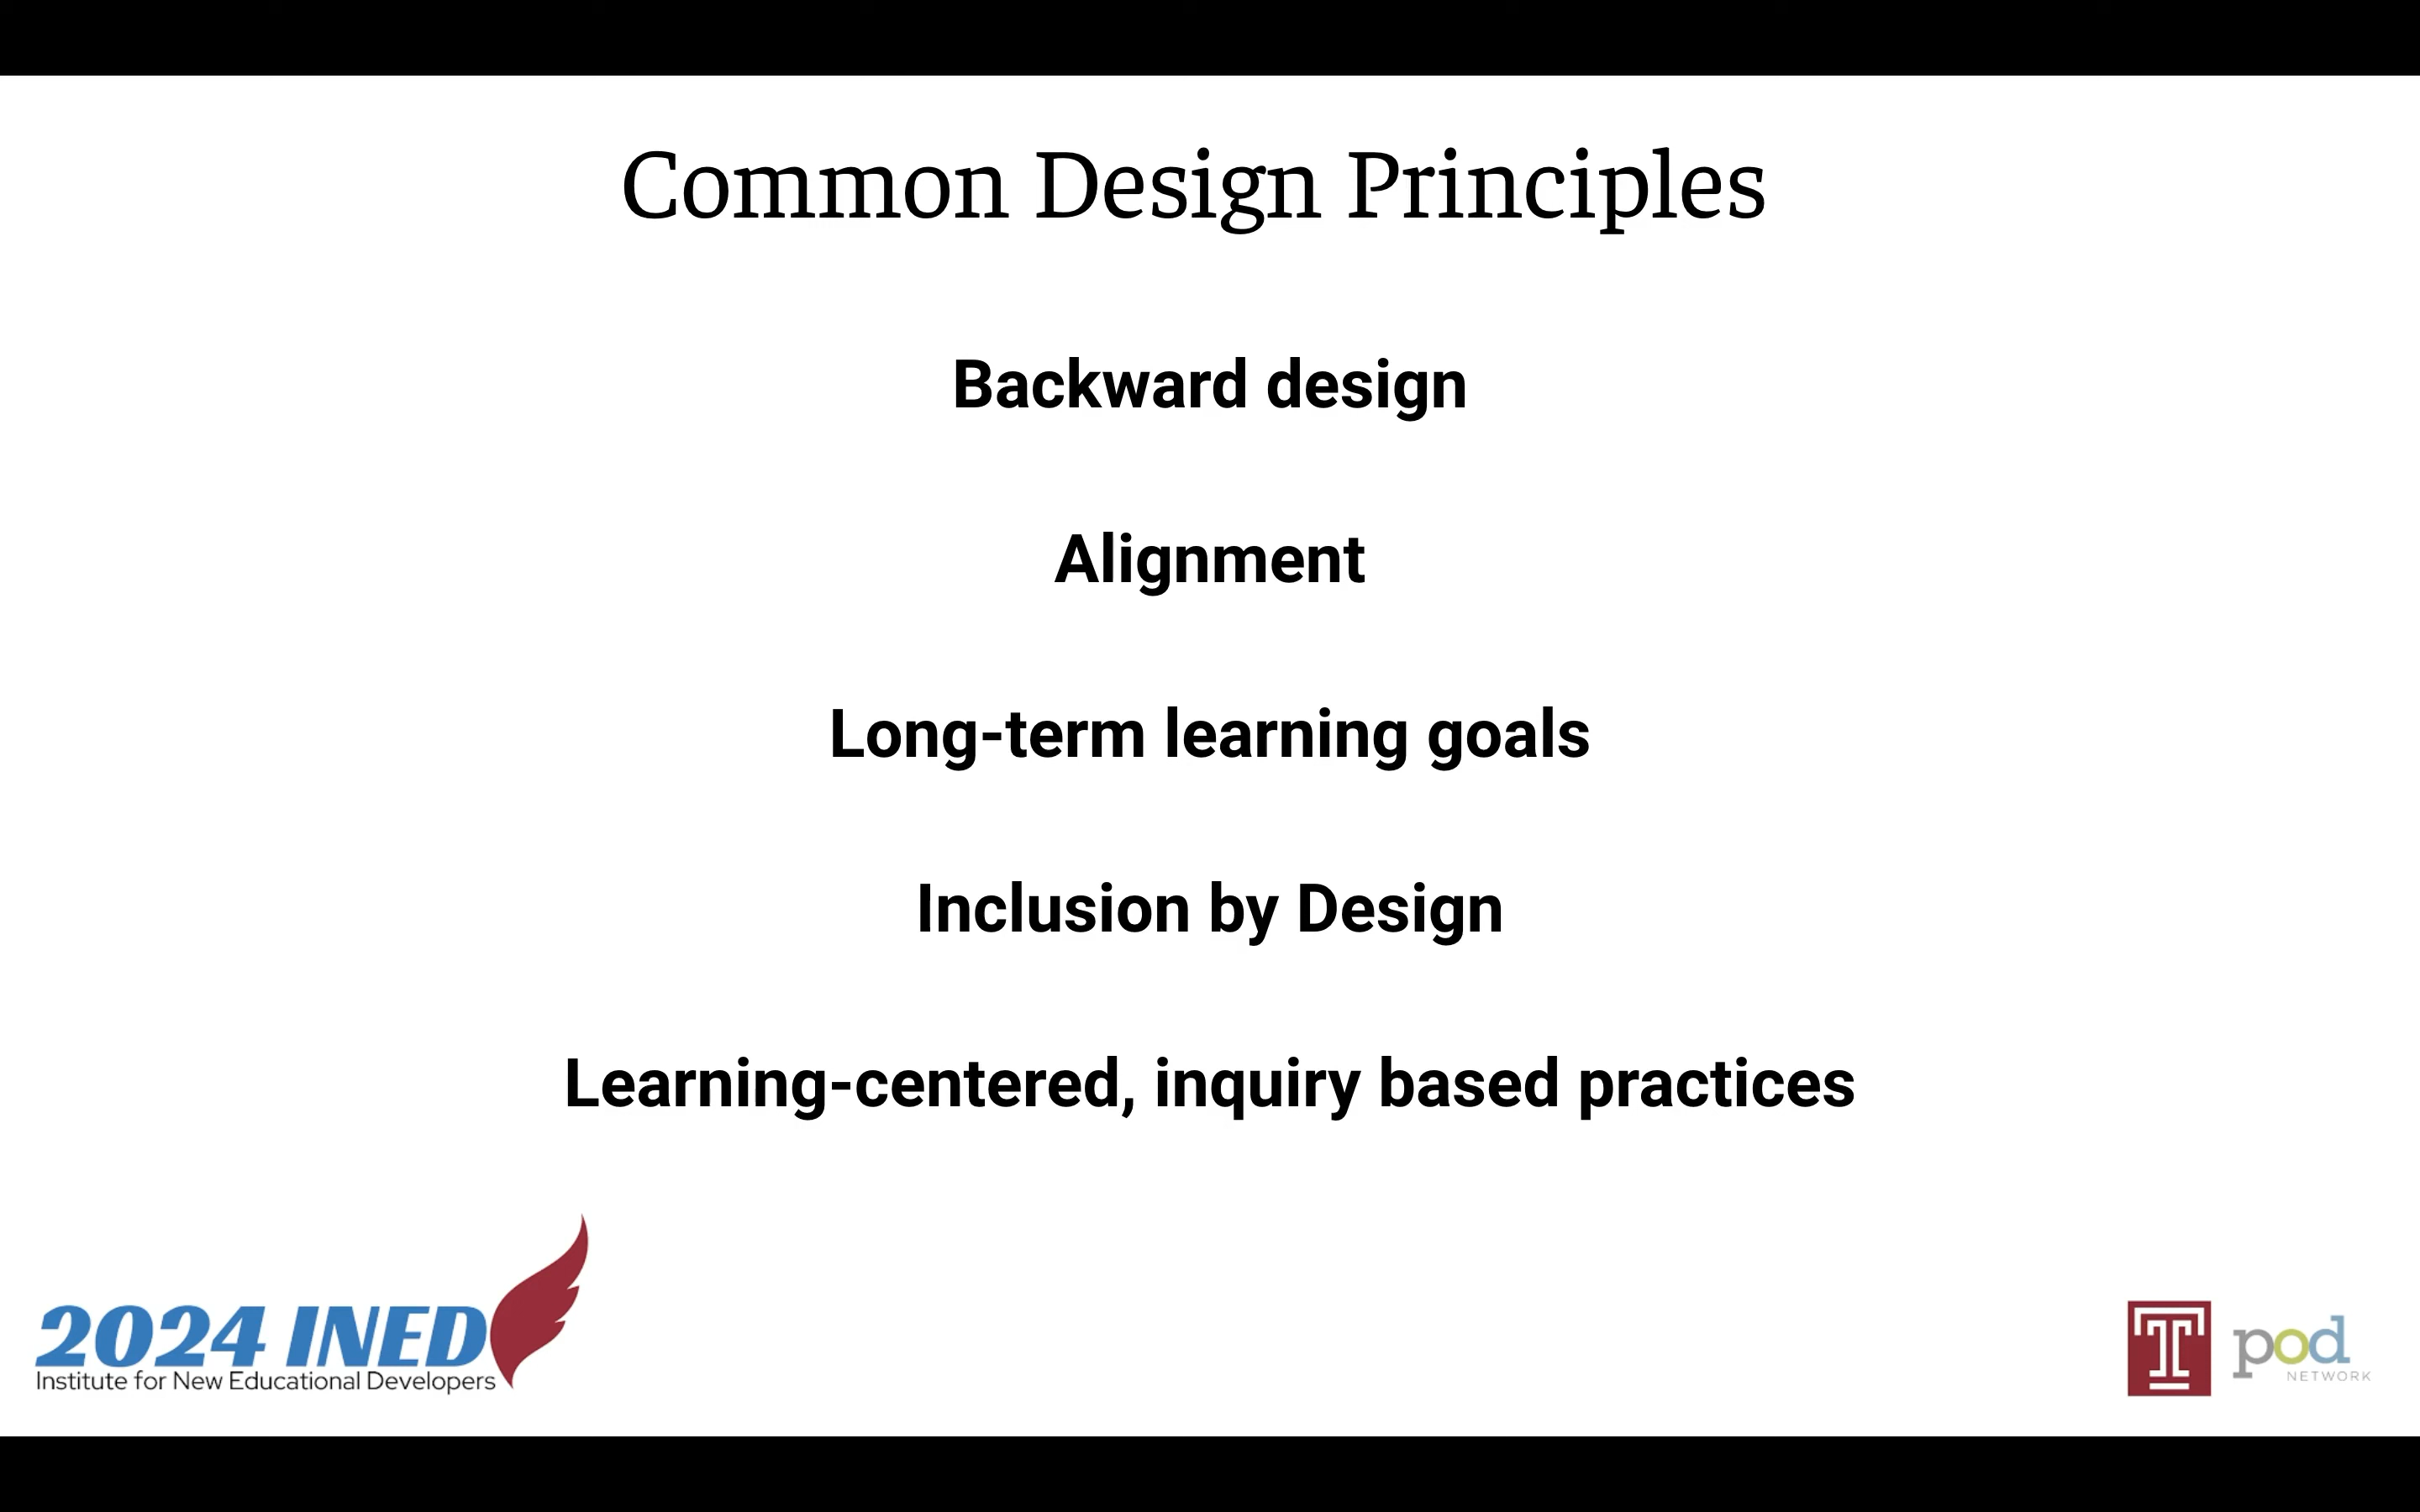 Common Design Principles
Backward design
Alignment
Long-term learning goals
Inclusion by Design
Learning-centered, inquiry based practices
2024 INED
Institute for New Educational Developers
T
pod
NETWORK